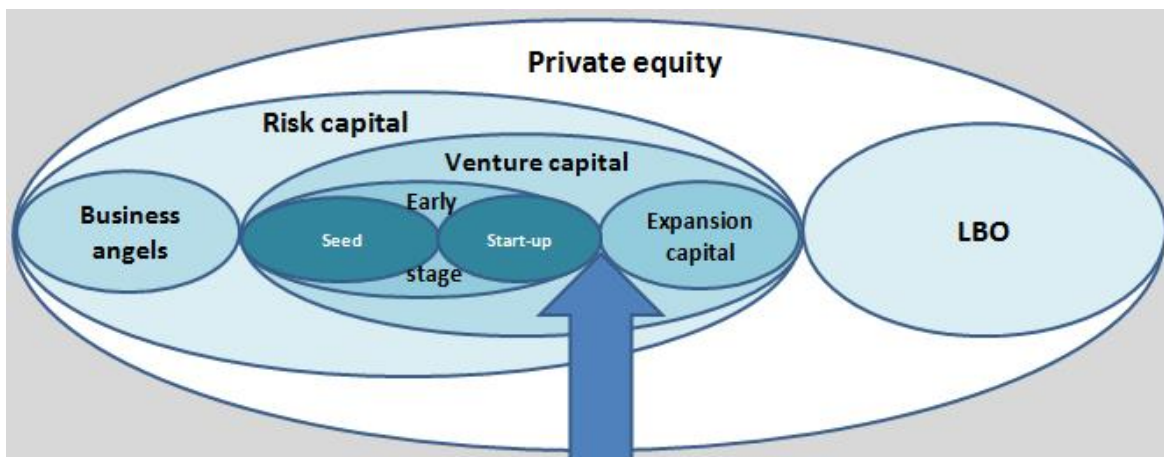 Private equity
Risk capital
Venture capital
Business
angels
Early
stage
Seed
Start-up
Expansion
capital
LBO